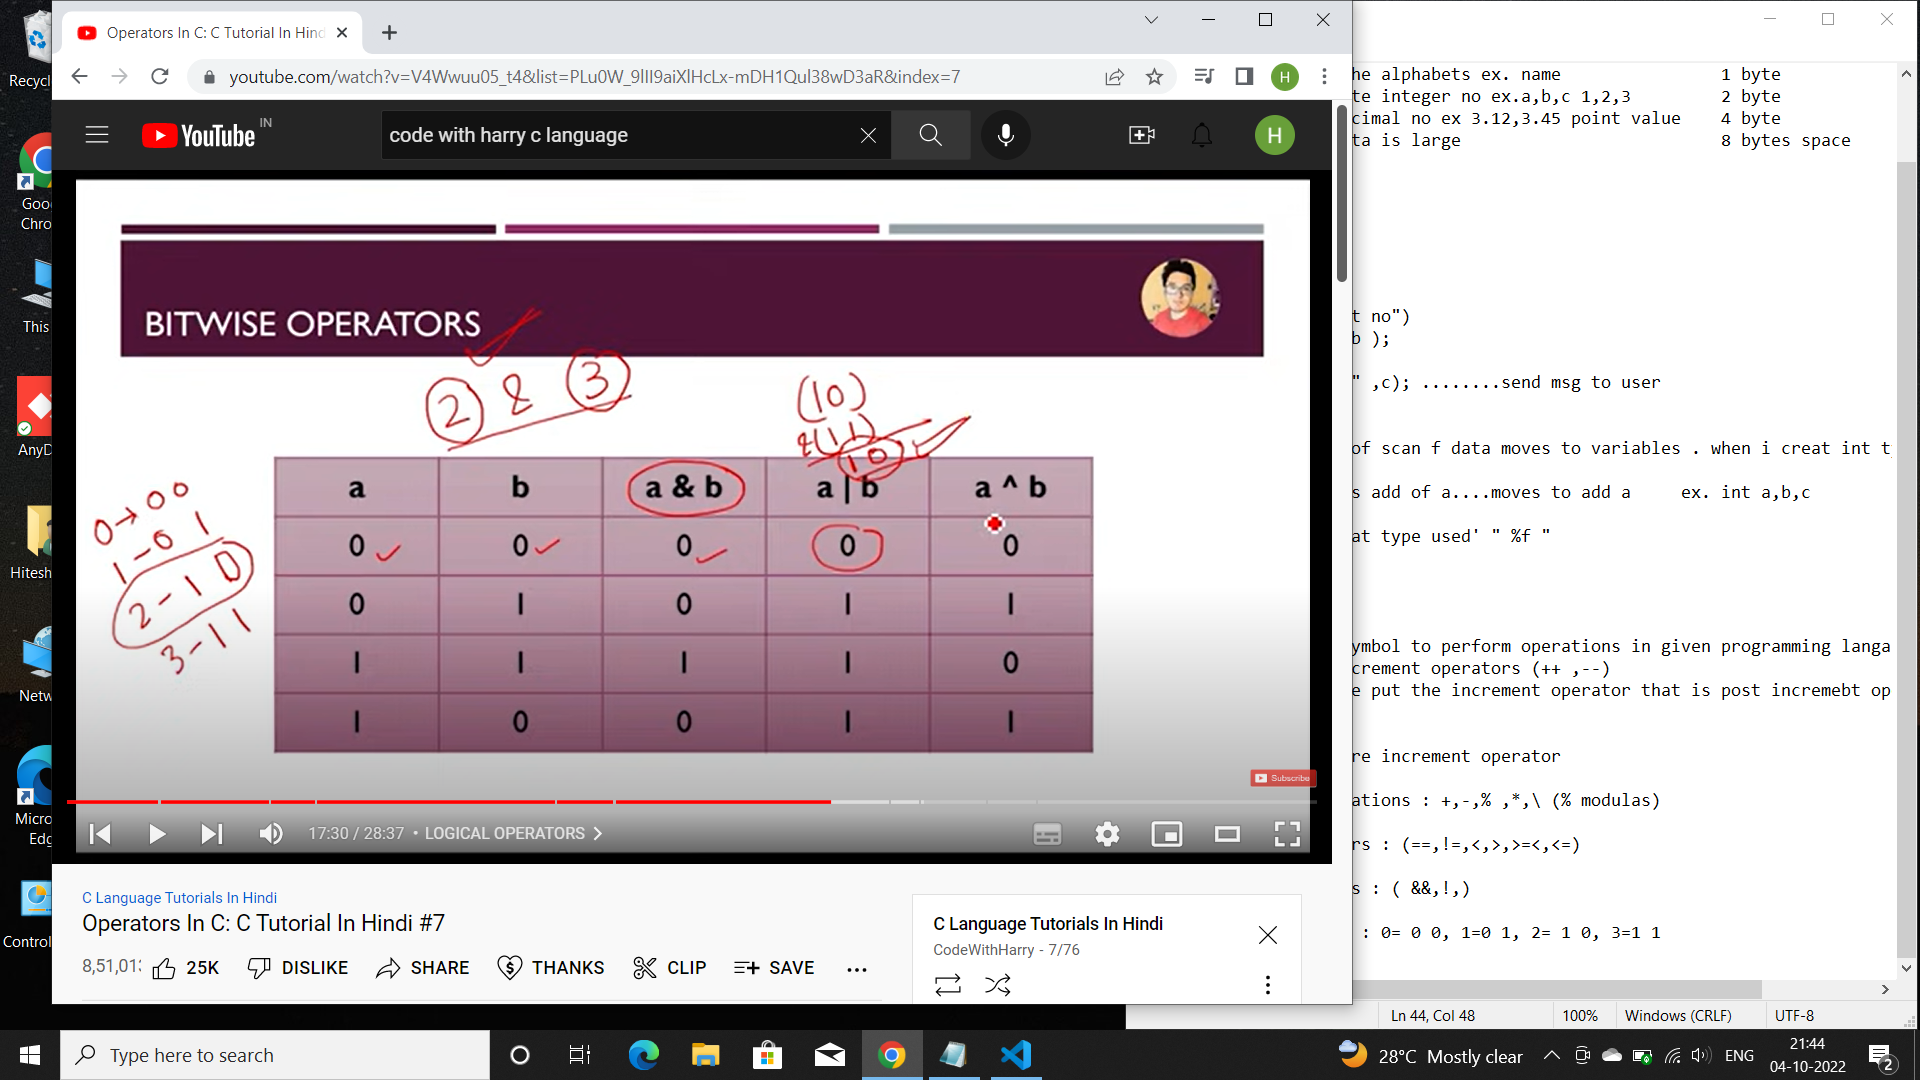 Operators In C: C Tutorial In Hind
youtube.com/watch?v=V4Wwuu05_t4&list=PLu0W_9lII9aiXlHcLx-mDH1Qul38wD3aR&index=7
H
YouTube IN
code with harry c language
H
BITWISE OPERATORS
2 & 3
(10)
&(11)
10
0→00
1-01
2-10
3-11
a b a & b a | b a ^ b
0 0 0 0 0
0 1 0 1 1
1 1 1 1 0
1 0 0 1 1
Subscribe
17:30 / 28:37 • LOGICAL OPERATORS
C Language Tutorials In Hindi
Operators In C: C Tutorial In Hindi #7
8,51,01
25K DISLIKE SHARE THANKS CLIP SAVE
C Language Tutorials In Hindi
CodeWithHarry - 7/76
he alphabets ex. name 1 byte
te integer no ex.a,b,c 1,2,3 2 byte
cimal no ex 3.12,3.45 point value 4 byte
ta is large 8 bytes space
t no")
b );
" ,c); ........send msg to user
of scan f data moves to variables . when i creat int t
s add of a....moves to add a ex. int a,b,c
at type used' " %f "
ymbol to perform operations in given programming langa
crement operators (++ ,--)
e put the increment operator that is post incremebt op
re increment operator
ations : +,-,% ,*,\ (% modulas)
rs : (==,!=,<,>,>=<,<=)
s : ( &&,!,)
: 0= 0 0, 1=0 1, 2= 1 0, 3=1 1
Ln 44, Col 48 100% Windows (CRLF) UTF-8
Recycl
Goo
Chro
This
AnyD
Hitesh
Netw
Micro
Edg
Control
Type here to search
28°C Mostly clear
ENG
21:44
04-10-2022
2